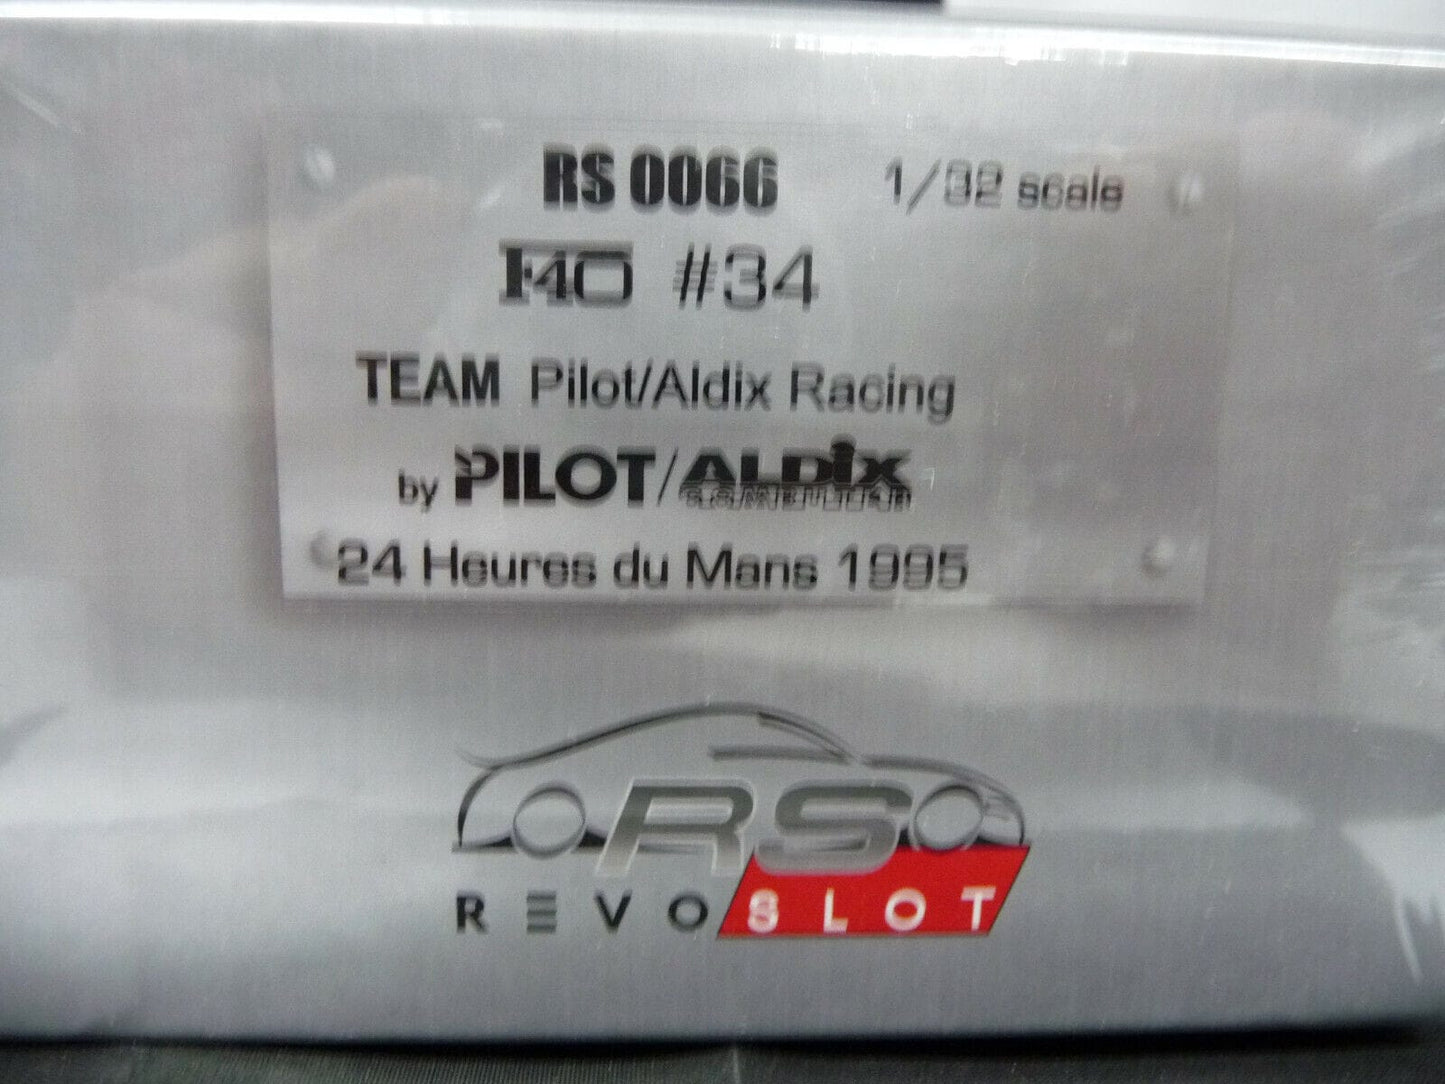 RS 0066 1/32 scale
F40 #34
TEAM Pilot/Aldix Racing
by PILOT/ALDIX
24 Heures du Mans 1995
RS
REVO SLOT